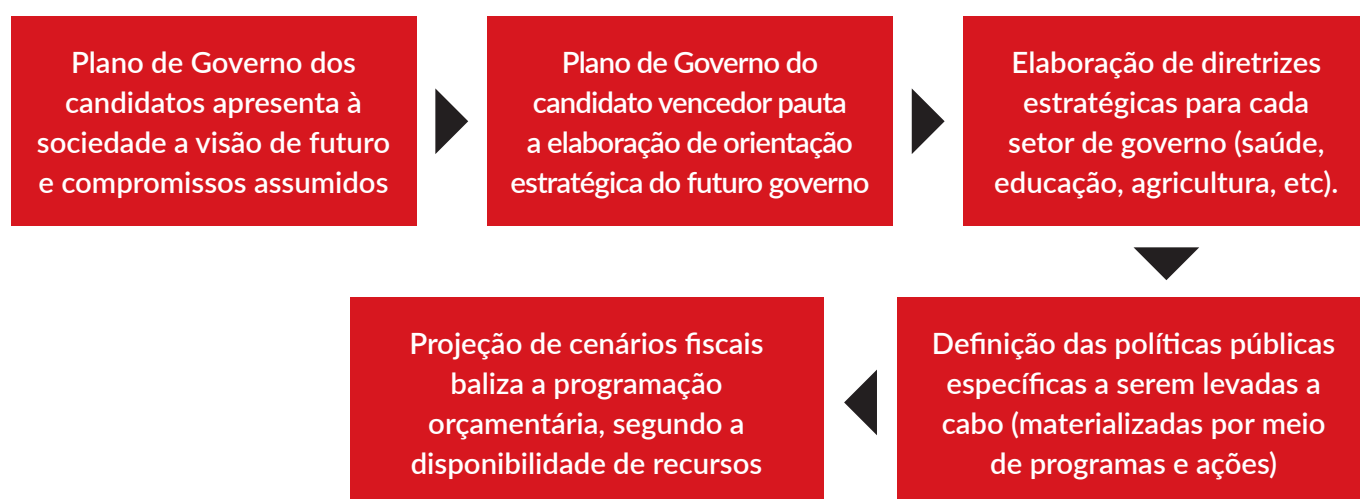 Plano de Governo dos
candidatos apresenta à
sociedade a visão de futuro
e compromissos assumidos
Plano de Governo do
candidato vencedor pauta
a elaboração de orientação
estratégica do futuro governo
Elaboração de diretrizes
estratégicas para cada
setor de governo (saúde,
educação, agricultura, etc).
Definição das políticas públicas
específicas a serem levadas a
cabo (materializadas por meio
de programas e ações)
Projeção de cenários fiscais
baliza a programação
orçamentária, segundo a
disponibilidade de recursos